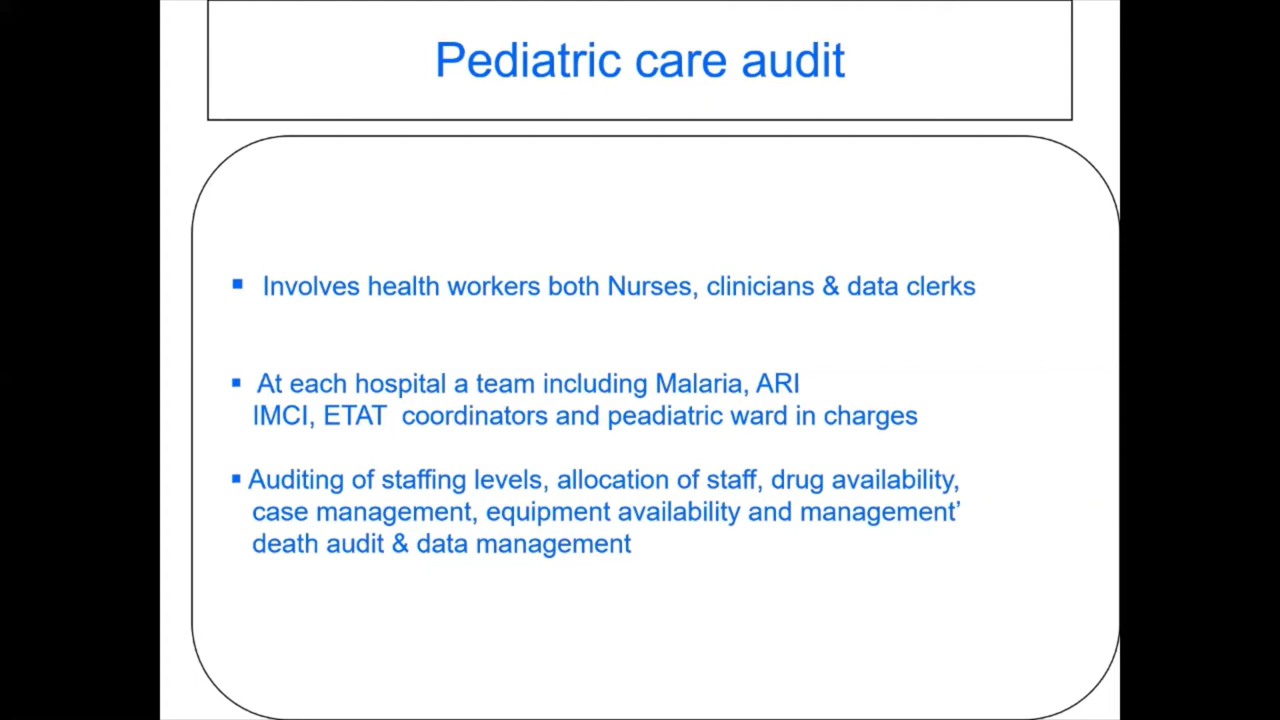 Pediatric care audit
▪ Involves health workers both Nurses, clinicians & data clerks
▪ At each hospital a team including Malaria, ARI
IMCI, ETAT coordinators and peadiatric ward in charges
▪ Auditing of staffing levels, allocation of staff, drug availability,
case management, equipment availability and management’
death audit & data management